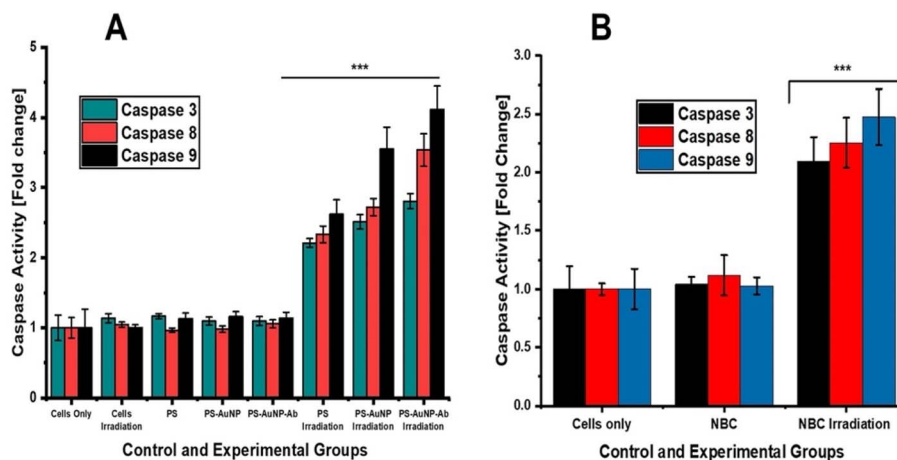 A
Caspase Activity [Fold change]
5
4
3
2
1
0
***
Caspase 3
Caspase 8
Caspase 9
Cells Only
Cells
Irradiation
PS
PS-AuNP
PS-AuNP-Ab
PS
Irradiation
PS-AuNP
Irradiation
PS-AuNP-Ab
Irradiation
Control and Experimental Groups
B
Caspase Activity [Fold Change]
3.0
2.5
2.0
1.5
1.0
0.5
0.0
***
Caspase 3
Caspase 8
Caspase 9
Cells only
NBC
NBC Irradiation
Control and Experimental Groups